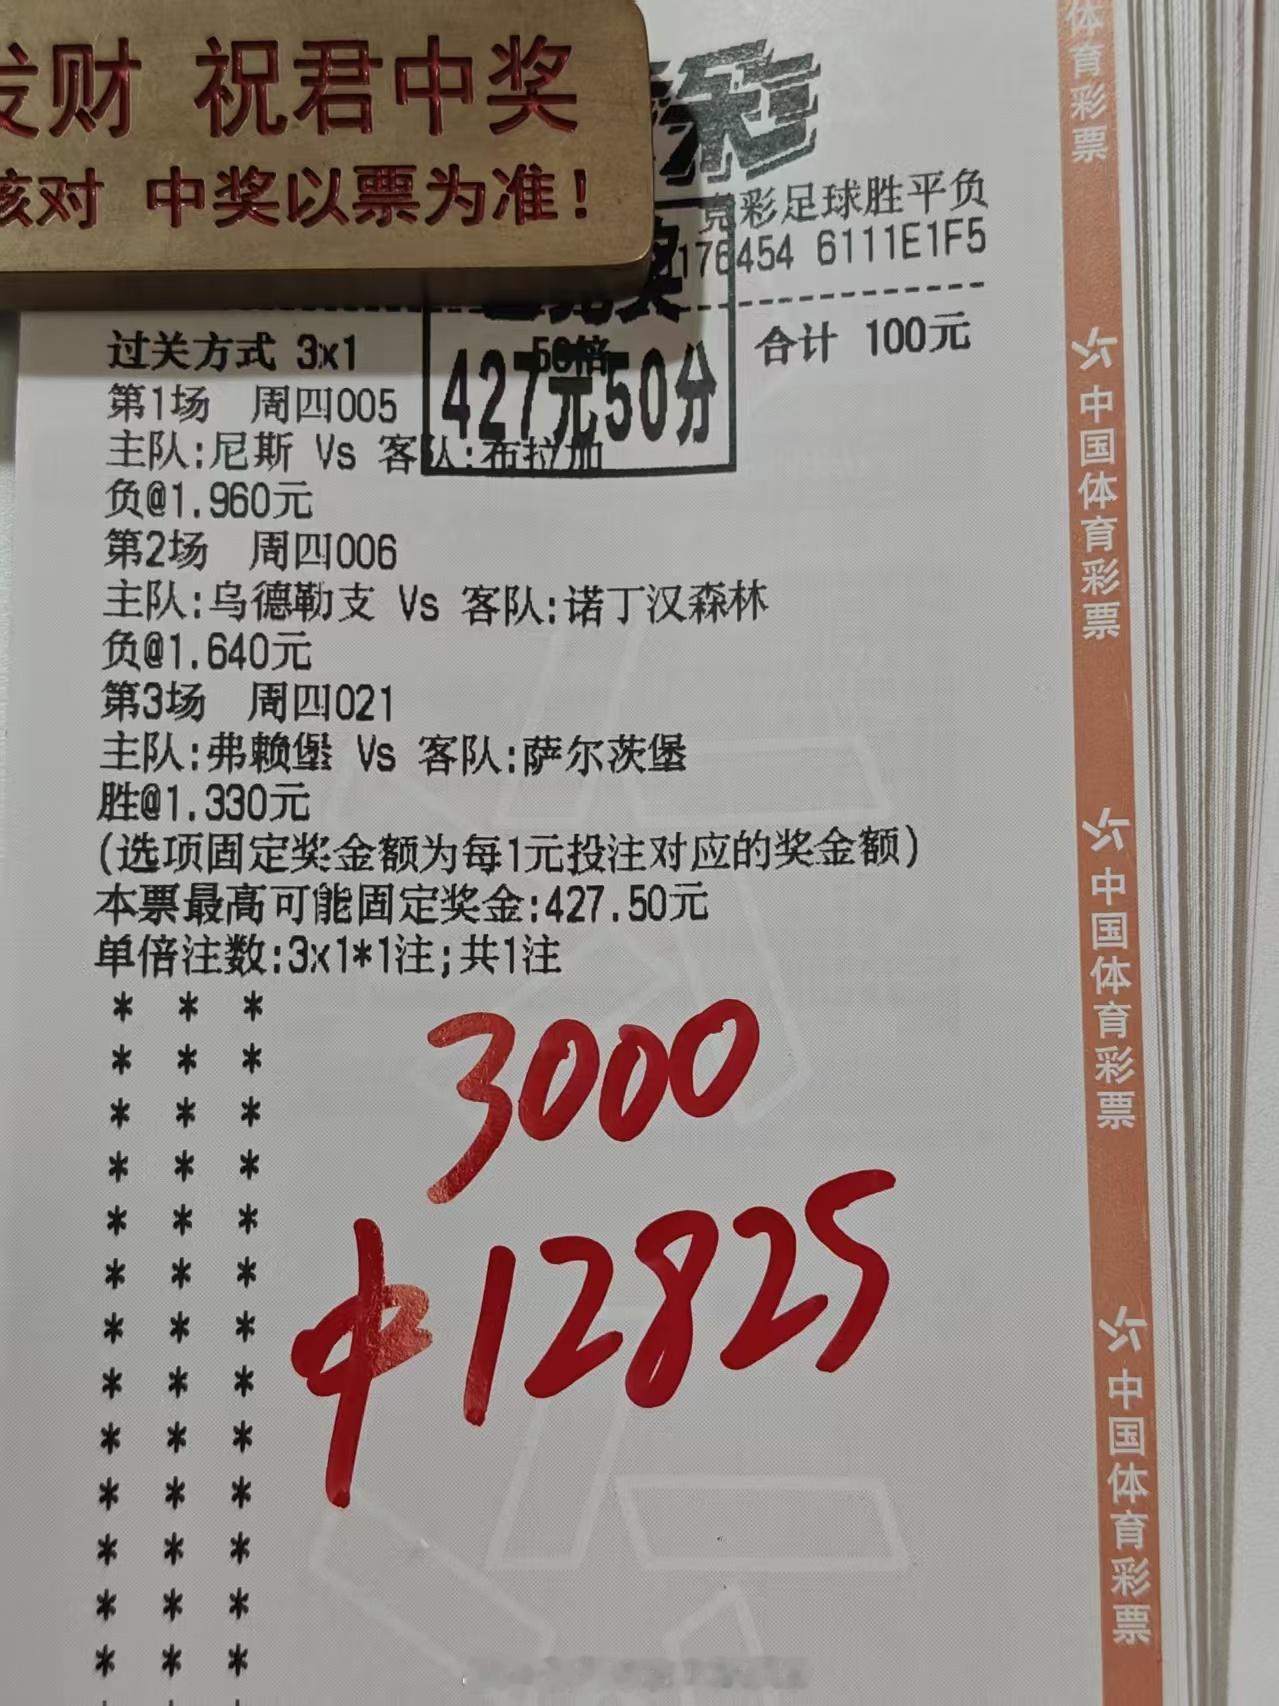 发财 祝君中奖
核对 中奖以票为准!
竞彩足球胜平负
176454 6111E1F5
过关方式 3x1 50倍 合计 100元
427元50分
第1场 周四005
主队:尼斯 Vs 客队:布拉加
负@1.960元
第2场 周四006
主队:乌德勒支 Vs 客队:诺丁汉森林
负@1.640元
第3场 周四021
主队:弗赖堡 Vs 客队:萨尔茨堡
胜@1.330元
(选项固定奖金额为每1元投注对应的奖金额)
本票最高可能固定奖金:427.50元
单倍注数:3x1*1注;共1注
* * *
* * *
* * *
* * *
* * *
* * *
* * *
* * *
* * *
* * *
* * *
* * *
* * *
3000
中12825
体育彩票
中国体育彩票
中国体育彩票
中国体育彩票